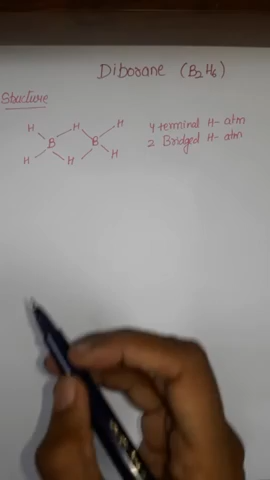 Diborane (B2H6)
Structure
H H H
B B
H H H
4 terminal H- atm
2 Bridged H- atm